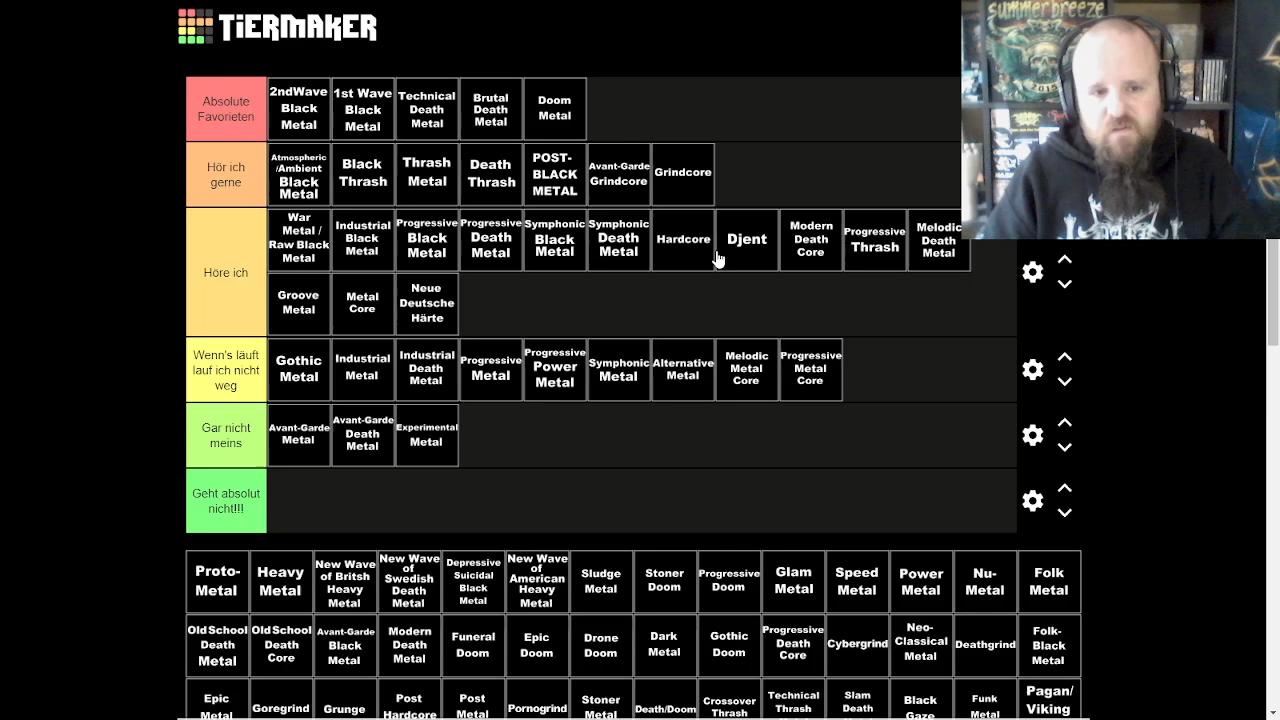 TiERMAKER
summerbreeze
Absolute
Favorieten
2ndWave
Black
Metal
1st Wave
Black
Metal
Technical
Death
Metal
Brutal
Death
Metal
Doom
Metal
Hör ich
gerne
Atmospheric
/Ambient
Black
Metal
Black
Thrash
Thrash
Metal
Death
Thrash
POST-
BLACK
METAL
Avant-Garde
Grindcore
Grindcore
Höre ich
War
Metal /
Raw Black
Metal
Industrial
Black
Metal
Progressive
Black
Metal
Progressive
Death
Metal
Symphonic
Black
Metal
Symphonic
Death
Metal
Hardcore
Djent
Modern
Death
Core
Progressive
Thrash
Melodic
Death
Metal
Groove
Metal
Metal
Core
Neue
Deutsche
Härte
Wenn's läuft
lauf ich nicht
weg
Gothic
Metal
Industrial
Metal
Industrial
Death
Metal
Progressive
Metal
Progressive
Power
Metal
Symphonic
Metal
Alternative
Metal
Melodic
Metal
Core
Progressive
Metal
Core
Gar nicht
meins
Avant-Garde
Metal
Avant-Garde
Death
Metal
Experimental
Metal
Geht absolut
nicht!!!
Proto-
Metal
Heavy
Metal
New Wave
of Britsh
Heavy
Metal
New Wave
of
Swedish
Death
Metal
Depressive
Suicidal
Black
Metal
New Wave
of
American
Heavy
Metal
Sludge
Metal
Stoner
Doom
Progressive
Doom
Glam
Metal
Speed
Metal
Power
Metal
Nu-
Metal
Folk
Metal
Old School
Death
Metal
Old School
Death
Core
Avant-Garde
Black
Metal
Modern
Death
Metal
Funeral
Doom
Epic
Doom
Drone
Doom
Dark
Metal
Gothic
Doom
Progressive
Death
Core
Cybergrind
Neo-
Classical
Metal
Deathgrind
Folk-
Black
Metal
Epic
Metal
Goregrind
Grunge
Post
Hardcore
Post
Metal
Pornogrind
Stoner
Metal
Death/Doom
Crossover
Thrash
Technical
Thrash
Slam
Death
Black
Gaze
Funk
Metal
Pagan/
Viking